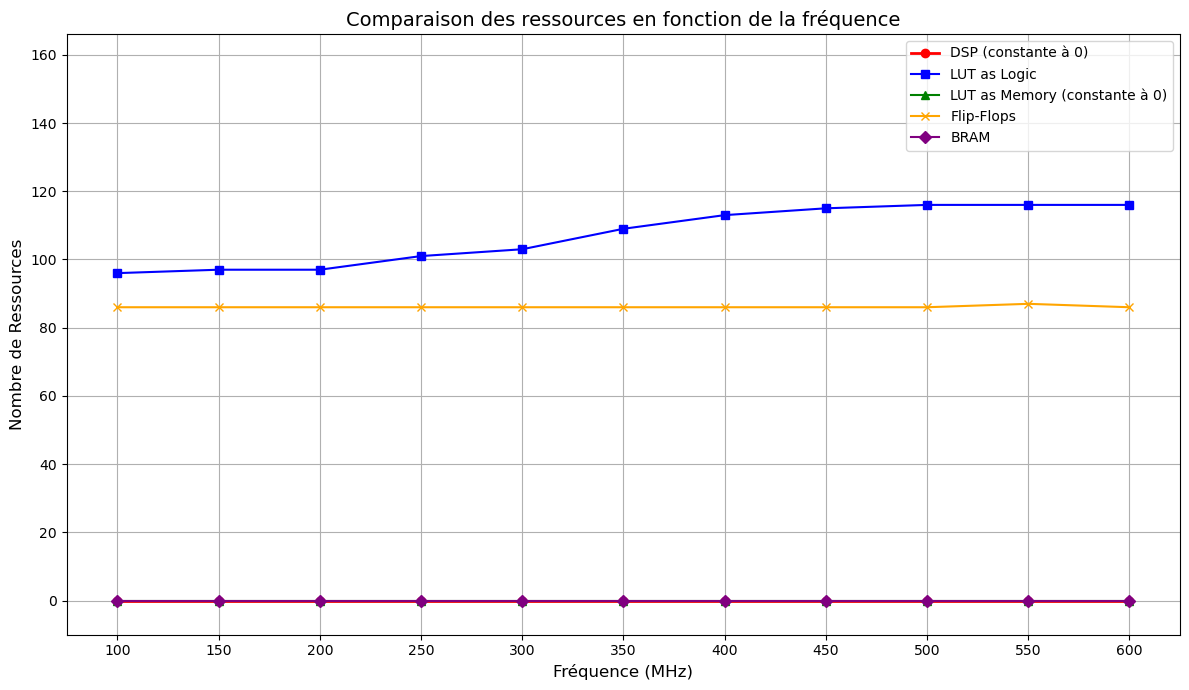 Comparaison des ressources en fonction de la fréquence
DSP (constante à 0)
LUT as Logic
LUT as Memory (constante à 0)
Flip-Flops
BRAM
Nombre de Ressources
160
140
120
100
80
60
40
20
0
100 150 200 250 300 350 400 450 500 550 600
Fréquence (MHz)